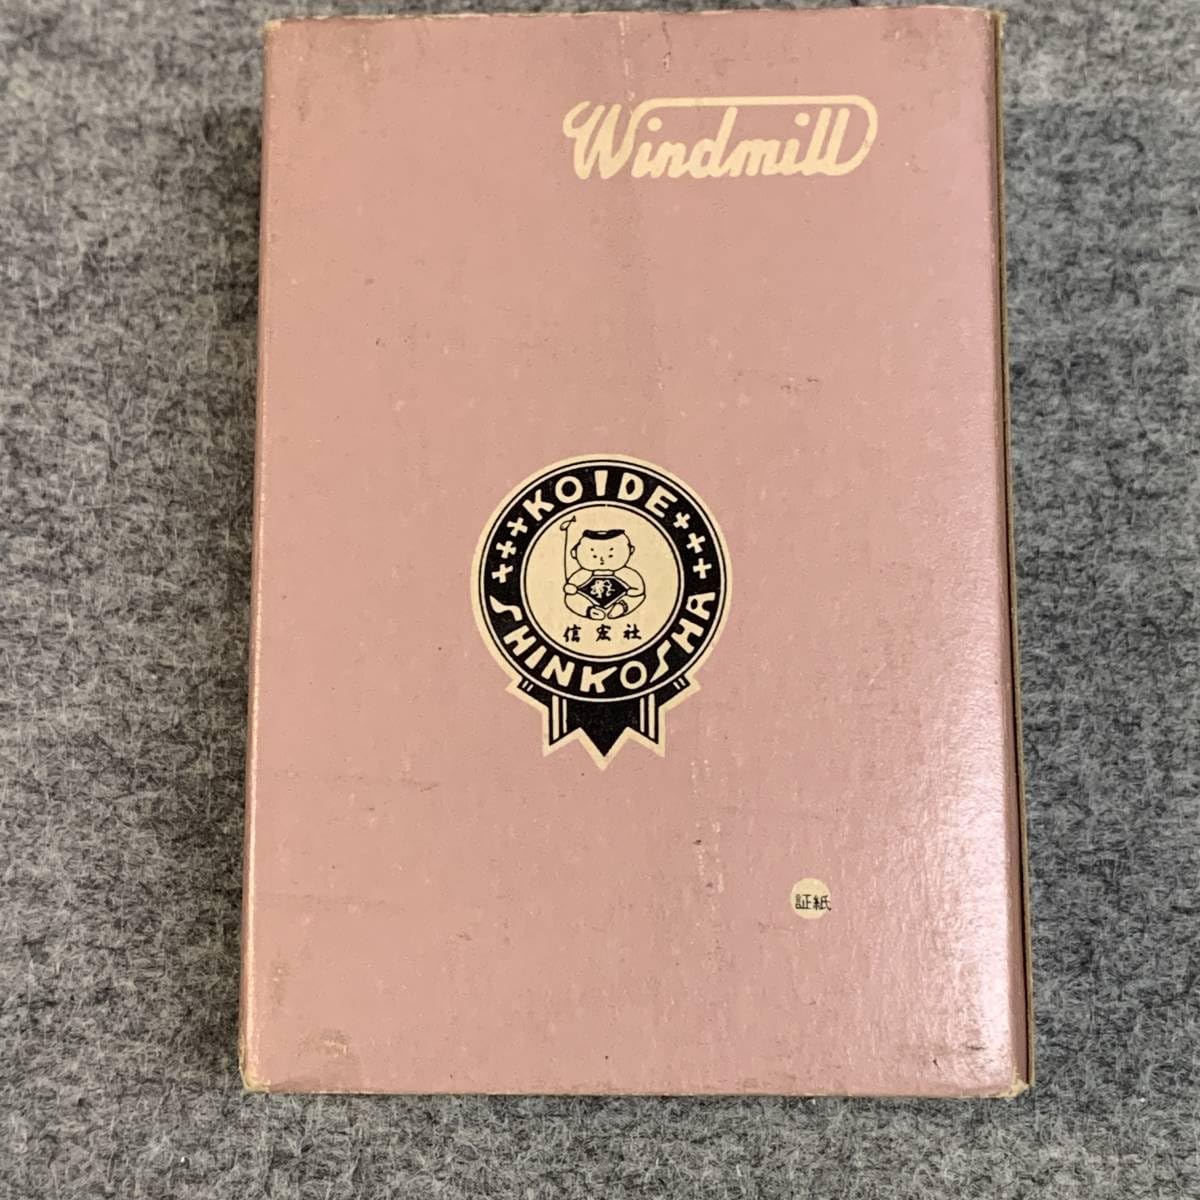 Windmill
KOIDE
信宏社
SHINKOSHA
証紙